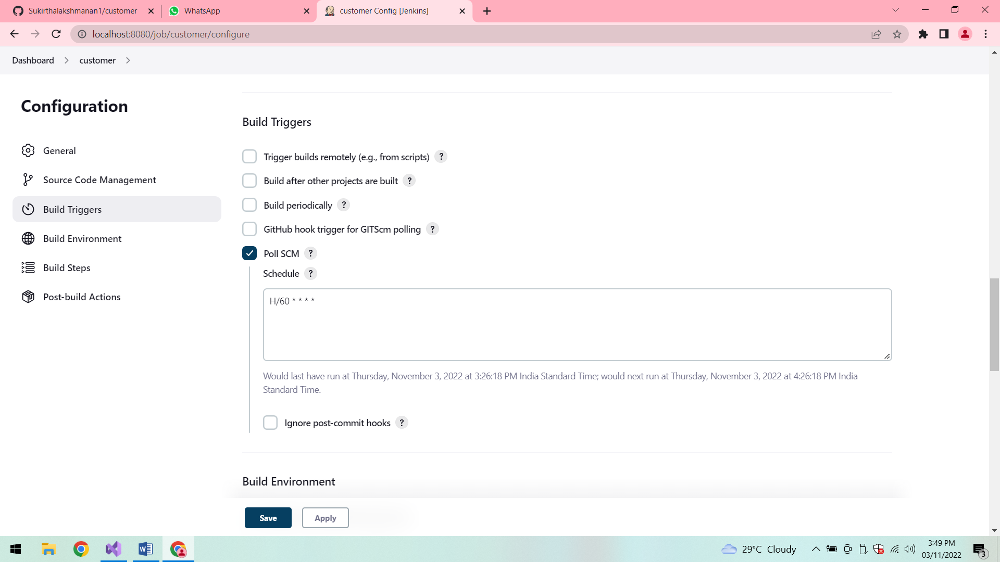 Sukirthalakshmanan1/customer
WhatsApp
customer Config [Jenkins]
localhost:8080/job/customer/configure
Dashboard
customer
Configuration
General
Source Code Management
Build Triggers
Build Environment
Build Steps
Post-build Actions
Build Triggers
Trigger builds remotely (e.g., from scripts) ?
Build after other projects are built ?
Build periodically ?
GitHub hook trigger for GITScm polling ?
Poll SCM ?
Schedule ?
H/60 * * * *
Would last have run at Thursday, November 3, 2022 at 3:26:18 PM India Standard Time; would next run at Thursday, November 3, 2022 at 4:26:18 PM India
Standard Time.
Ignore post-commit hooks ?
Build Environment
Save
Apply
29°C Cloudy
3:49 PM
03/11/2022
3